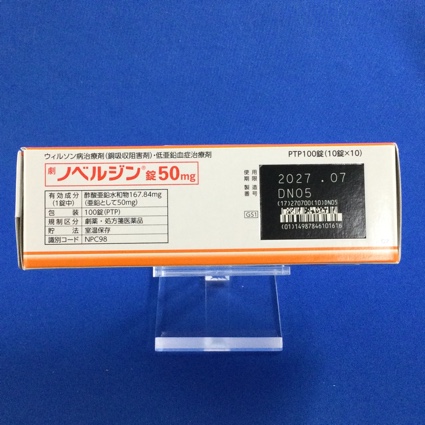 ウィルソン病治療剤(銅吸収阻害剤)・低亜鉛血症治療剤
PTP100錠(10錠×10)
劇 ノベルジン®錠50mg
有効成分(1錠中) 酢酸亜鉛水和物167.84mg(亜鉛として50mg)
包装 100錠(PTP)
規制区分 劇薬・処方箋医薬品
貯法 室温保存
識別コード NPC98
使用期限 2027.07
製造番号 DN05
(17)270700(10)DN05
GS1
(01)14987846101616